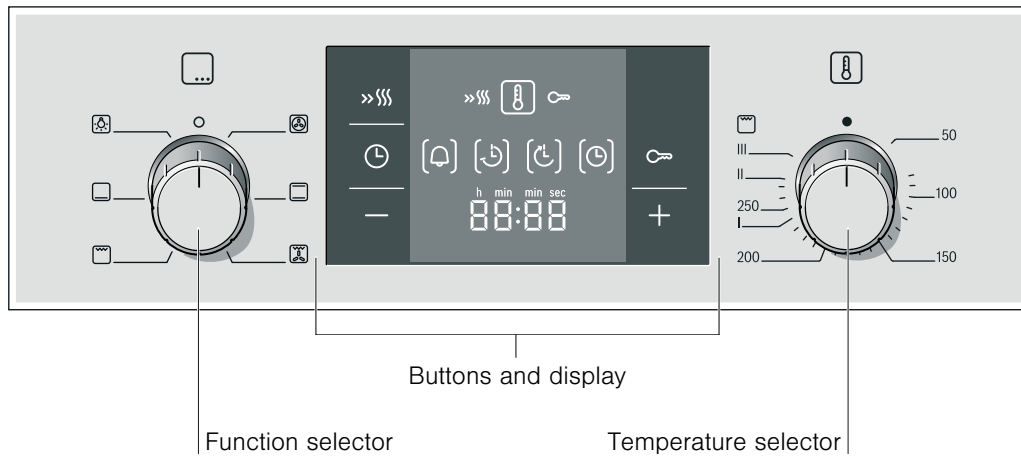 h min min sec
88:88
III
II
250
I
200
50
100
150
Buttons and display
Function selector
Temperature selector